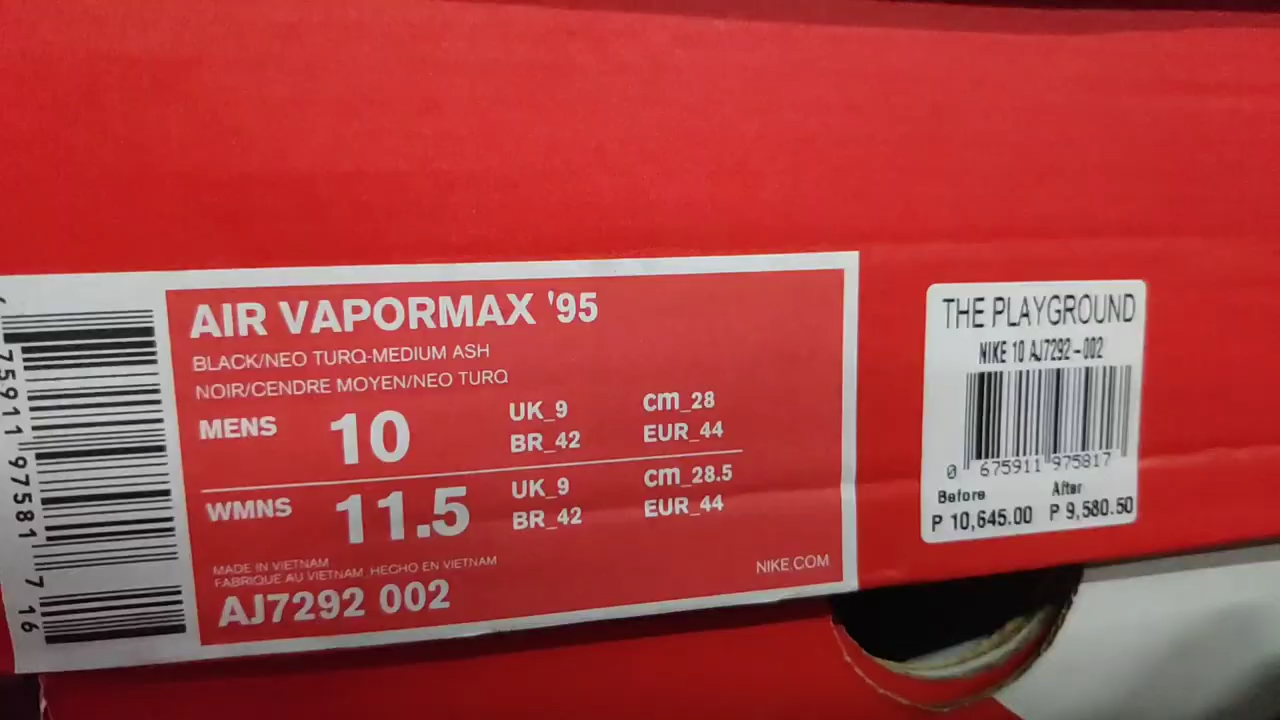 AIR VAPORMAX '95
BLACK/NEO TURQ-MEDIUM ASH
NOIR/CENDRE MOYEN/NEO TURQ
MENS 10 UK_9 cm_28
BR_42 EUR_44
WMNS 11.5 UK_9 cm_28.5
BR_42 EUR_44
MADE IN VIETNAM
FABRIQUE AU VIETNAM_HECHO EN VIETNAM
NIKE.COM
AJ7292 002
75911 97581 7 16
THE PLAYGROUND
NIKE 10 AJ7292-002
0 675911 975817
Before After
P 10,645.00 P 9,580.50